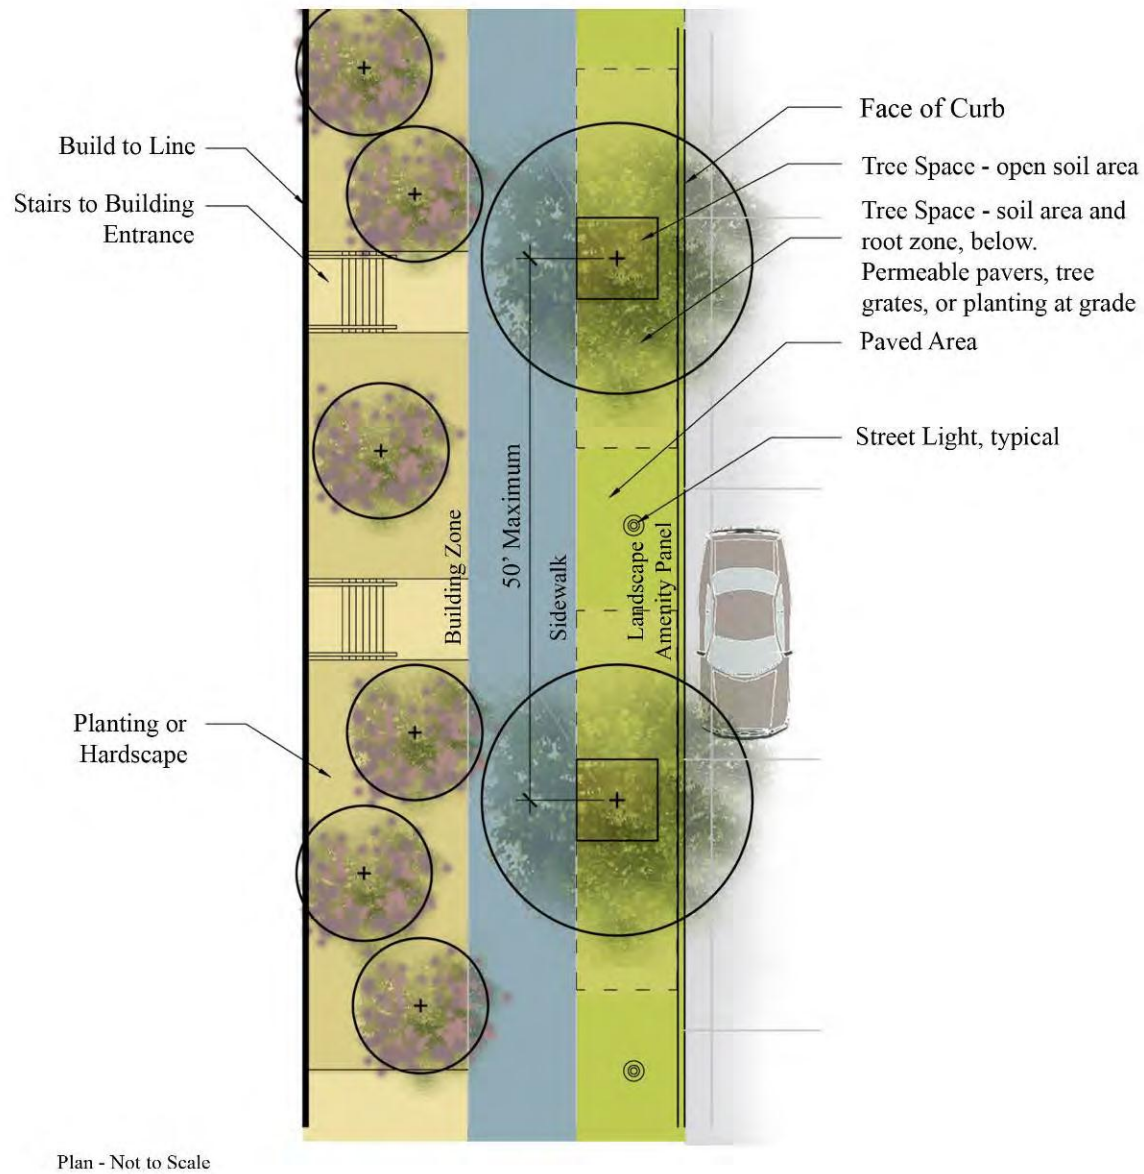 Build to Line
Stairs to Building
Entrance
Planting or
Hardscape
Building Zone
50’ Maximum
Sidewalk
Landscape
Amenity Panel
Face of Curb
Tree Space - open soil area
Tree Space - soil area and
root zone, below.
Permeable pavers, tree
grates, or planting at grade
Paved Area
Street Light, typical
Plan - Not to Scale